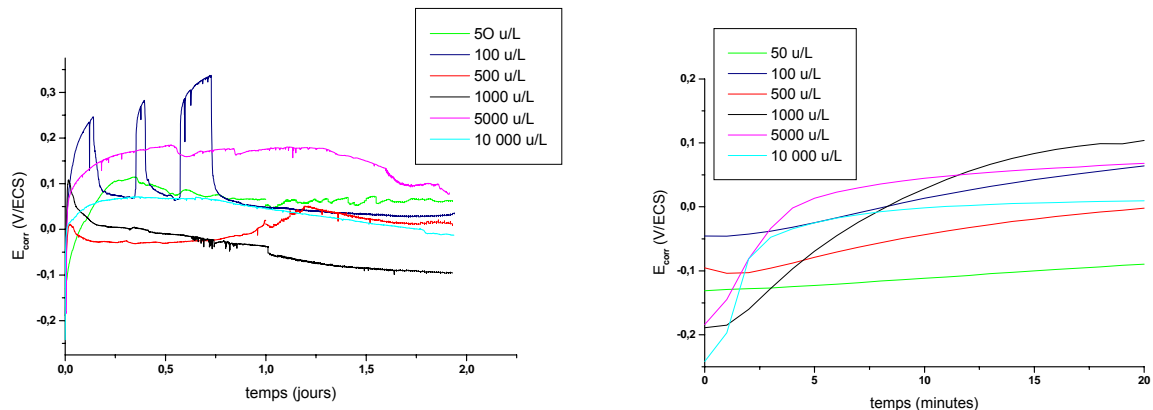 5O u/L
100 u/L
500 u/L
1000 u/L
5000 u/L
10 000 u/L
0,3
0,2
0,1
0,0
-0,1
-0,2
E corr (V/ECS)
0,0 0,5 1,0 1,5 2,0
temps (jours)
50 u/L
100 u/L
500 u/L
1000 u/L
5000 u/L
10 000 u/L
0,2
0,1
0,0
-0,1
-0,2
E corr (V/ECS)
0 5 10 15 20
temps (minutes)